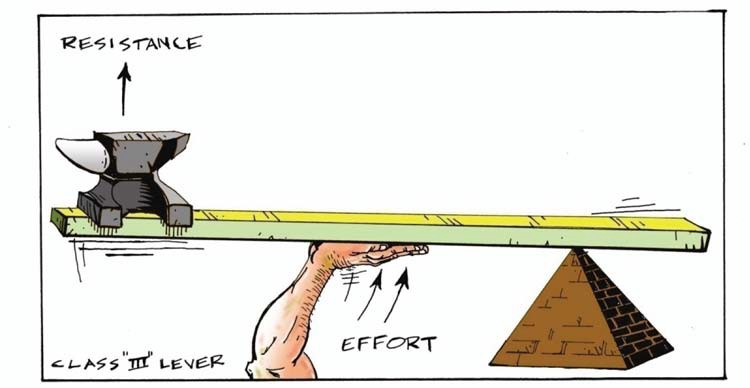 RESISTANCE
EFFORT
CLASS "III" LEVER